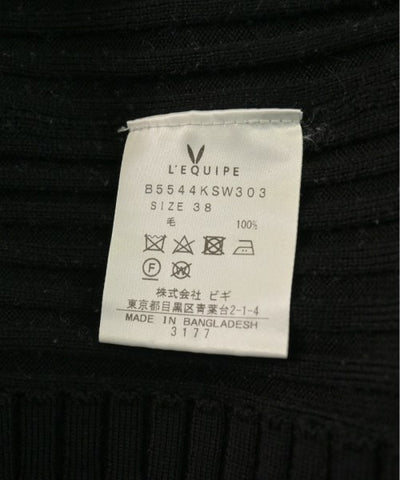 L'EQUIPE
B5544KSW303
SIZE 38
毛 100%
F W
株式会社 ビギ
東京都目黒区青葉台2-1-4
MADE IN BANGLADESH
3177